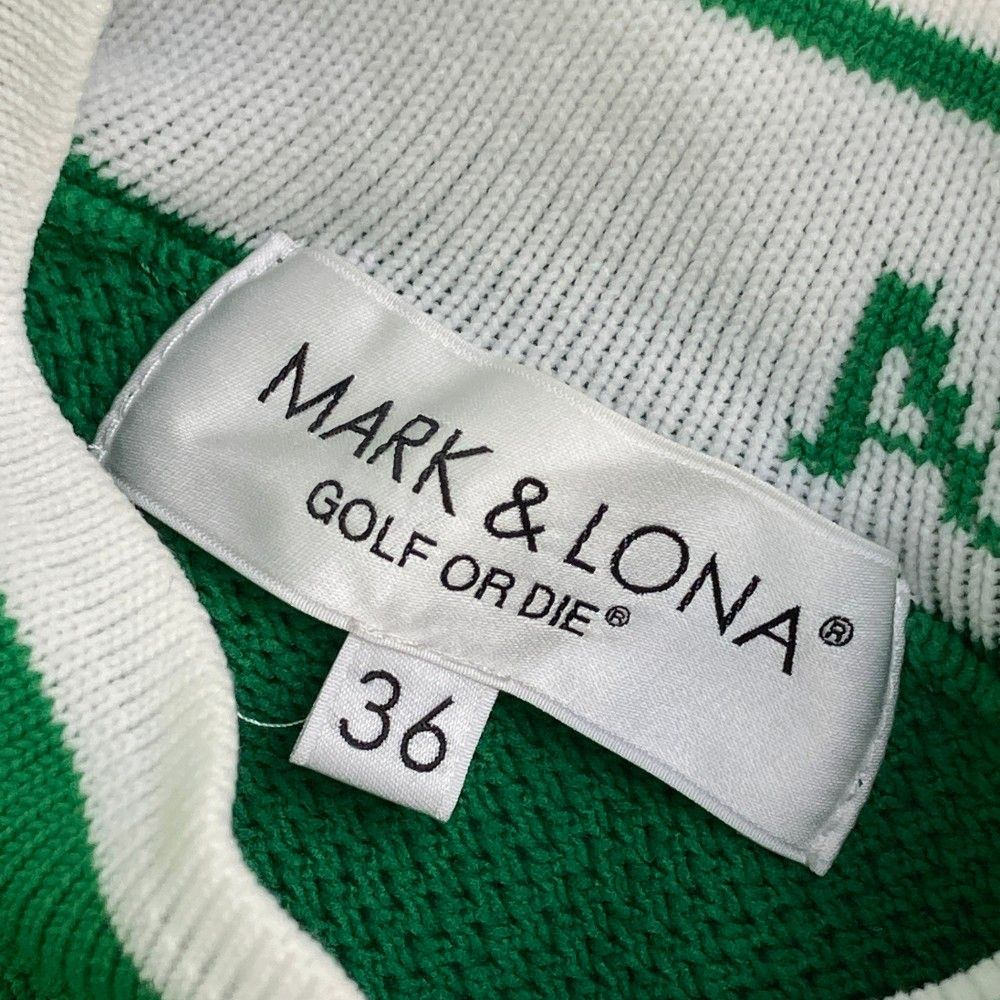 MARK & LONA®
GOLF OR DIE®
36
A